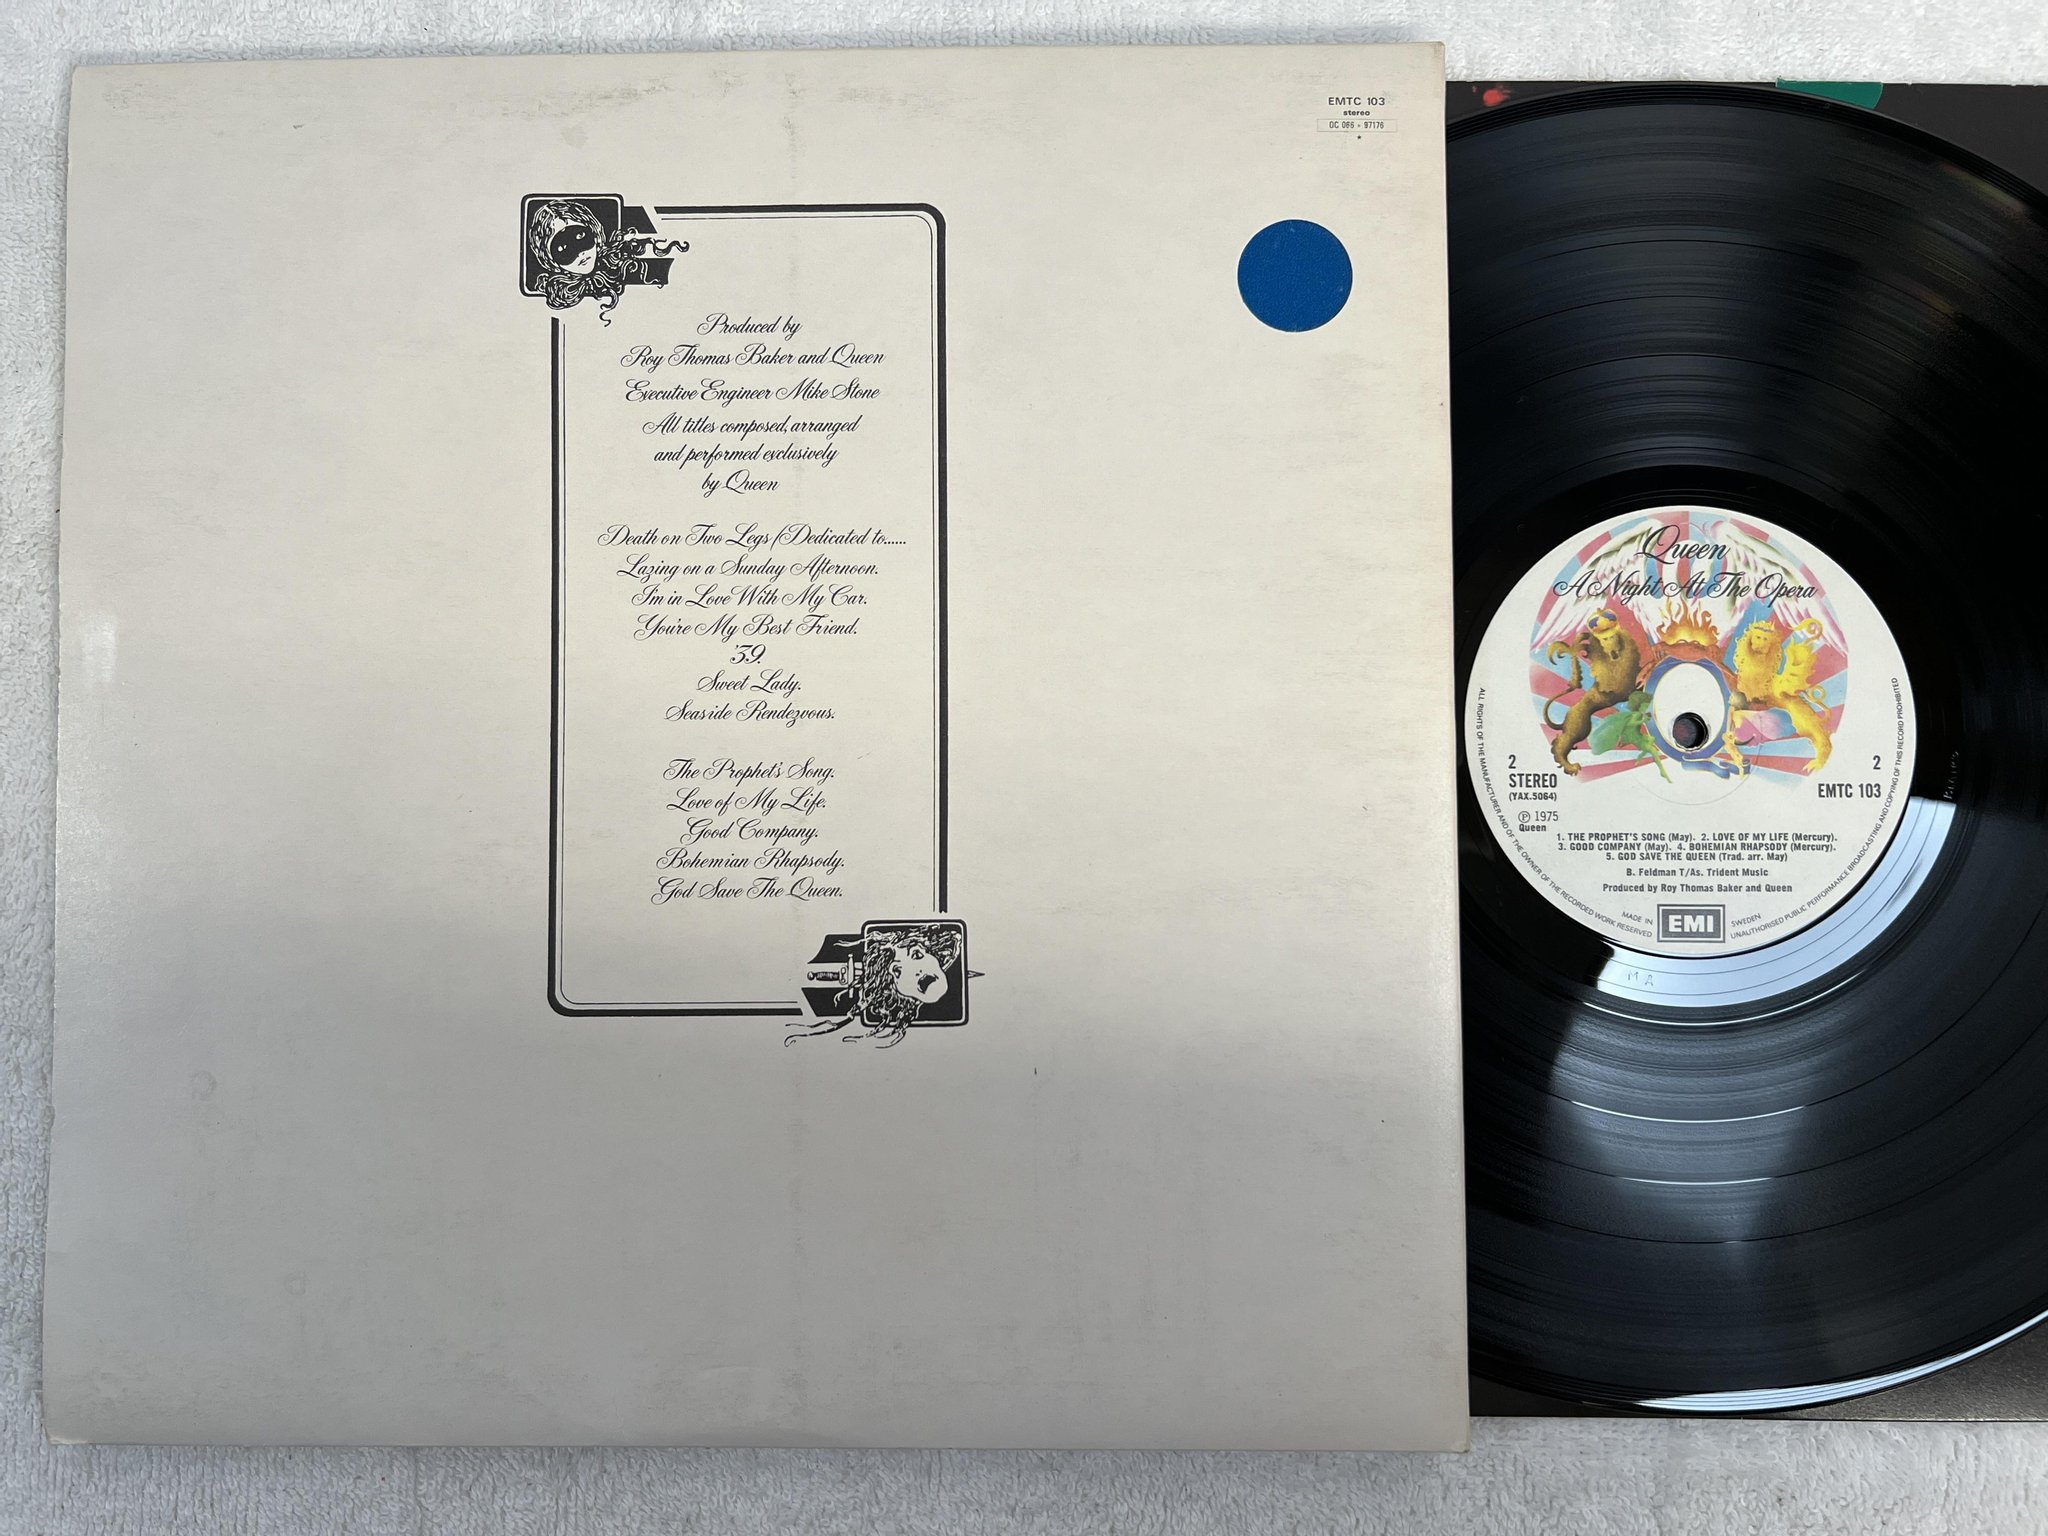 EMTC 103
stereo
OC 066 · 97176
*
Produced by
Roy Thomas Baker and Queen
Executive Engineer Mike Stone
All titles composed, arranged
and performed exclusively
by Queen
Death on Two Legs (Dedicated to......
Lazing on a Sunday Afternoon.
I'm in Love With My Car.
You're My Best Friend.
'39.
Sweet Lady.
Seaside Rendezvous.
The Prophet's Song.
Love of My Life.
Good Company.
Bohemian Rhapsody.
God Save The Queen.
Queen
A Night At The Opera
2
STEREO
(YAX.5064)
℗ 1975
Queen
2
EMTC 103
1. THE PROPHET'S SONG (May). 2. LOVE OF MY LIFE (Mercury).
3. GOOD COMPANY (May). 4. BOHEMIAN RHAPSODY (Mercury).
5. GOD SAVE THE QUEEN (Trad. arr. May)
B. Feldman T/As. Trident Music
Produced by Roy Thomas Baker and Queen
MADE IN EMI SWEDEN
ALL RIGHTS OF THE MANUFACTURER AND OF THE OWNER OF THE RECORDED WORK RESERVED
UNAUTHORISED PUBLIC PERFORMANCE BROADCASTING AND COPYING OF THIS RECORD PROHIBITED